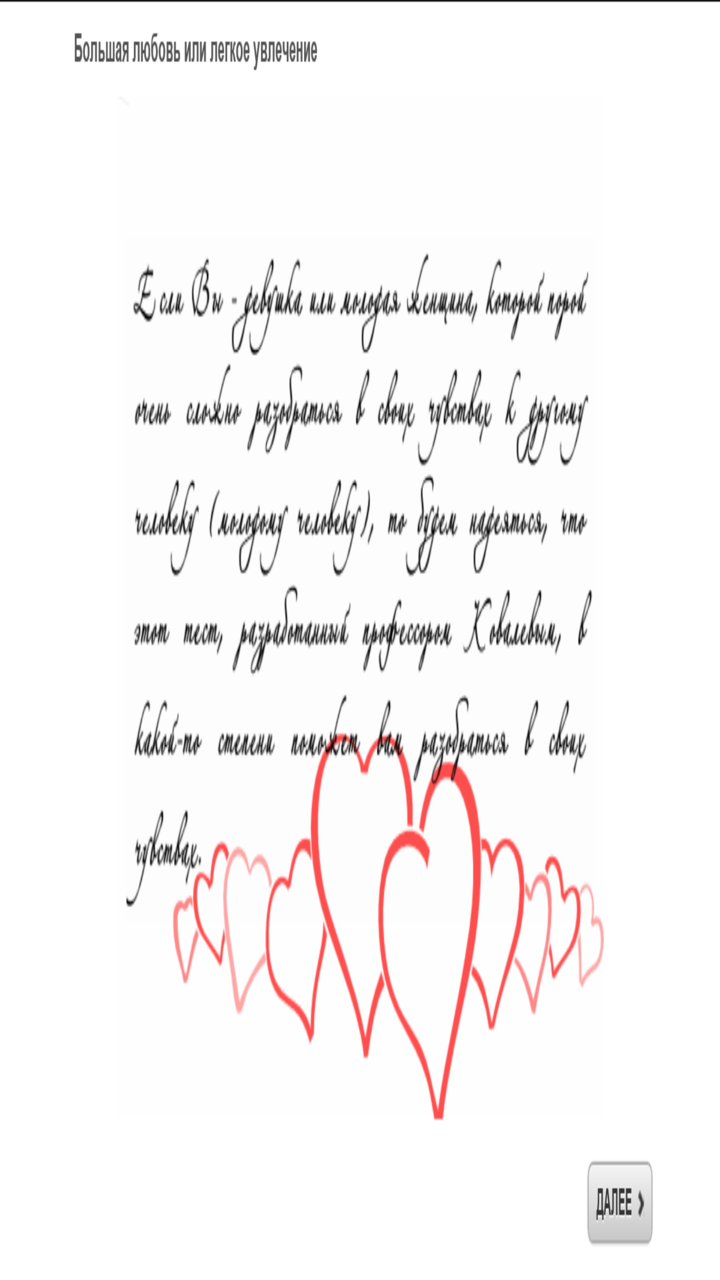 Большая любовь или легкое увлечение
Если Вы - девушка или молодая женщина, которой порой
очень сложно разобраться в своих чувствах к другому
человеку (молодому человеку), то будем надеяться, что
этот тест, разработанный профессором Ковалевым, в
какой-то степени поможет вам разобраться в своих
чувствах.
ДАЛЕЕ ›